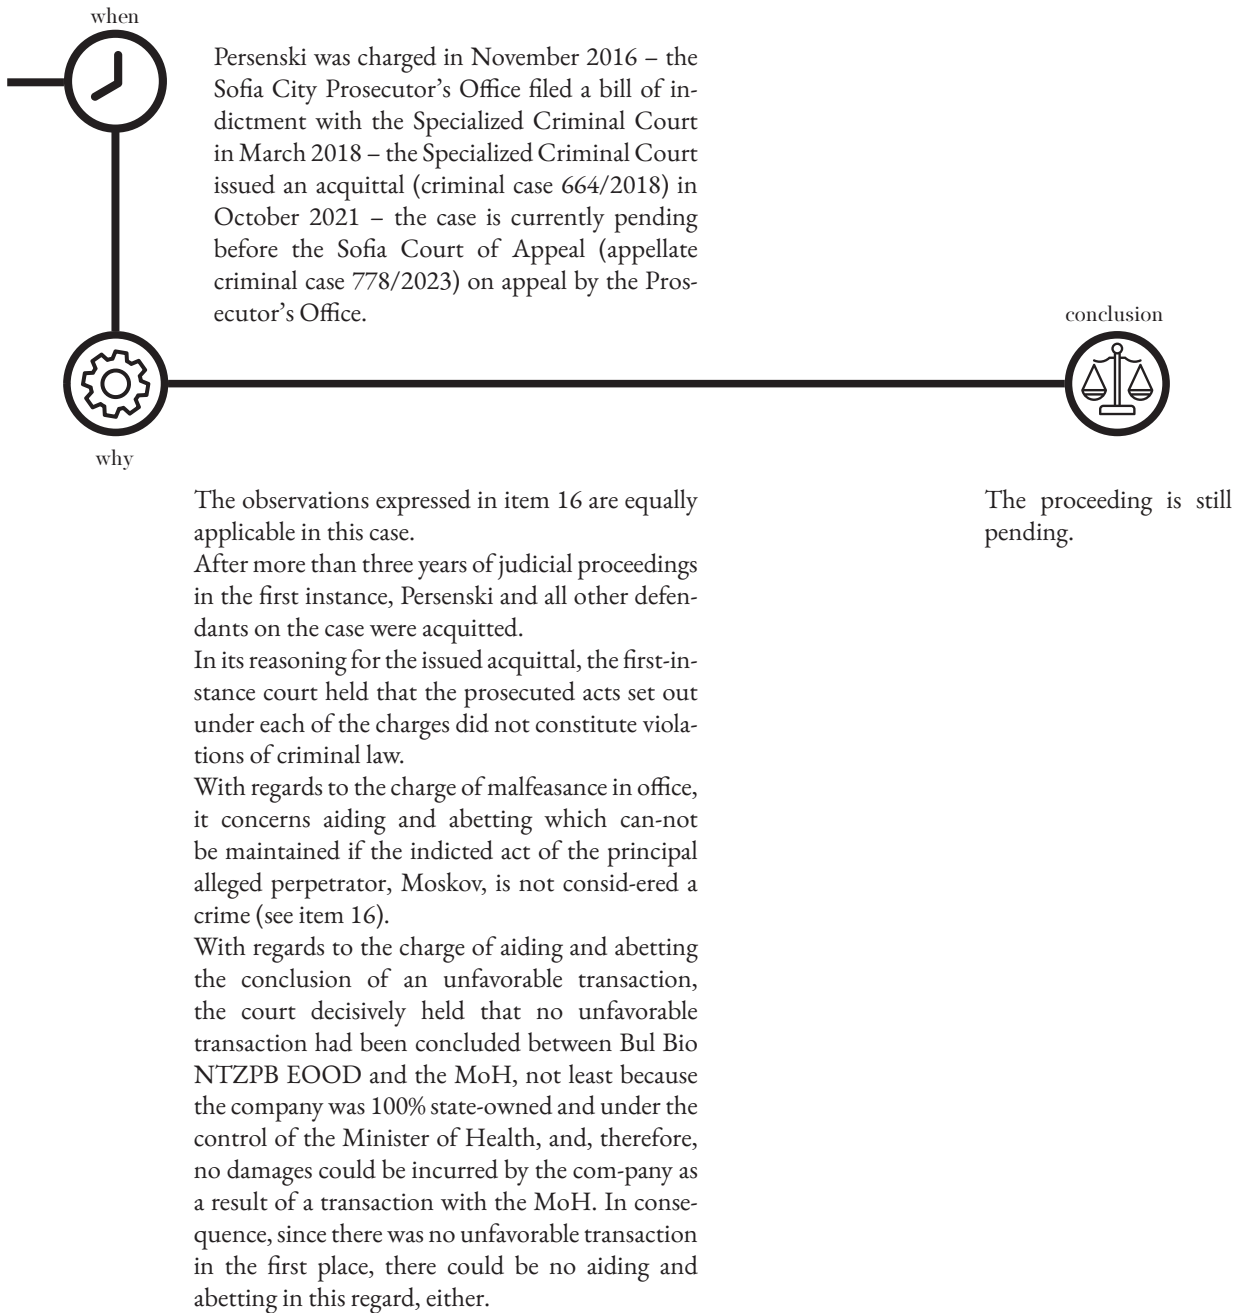 when
Persenski was charged in November 2016 – the
Sofia City Prosecutor’s Office filed a bill of in-
dictment with the Specialized Criminal Court
in March 2018 – the Specialized Criminal Court
issued an acquittal (criminal case 664/2018) in
October 2021 – the case is currently pending
before the Sofia Court of Appeal (appellate
criminal case 778/2023) on appeal by the Pros-
ecutor’s Office.
conclusion
why
The observations expressed in item 16 are equally
applicable in this case.
After more than three years of judicial proceedings
in the first instance, Persenski and all other defen-
dants on the case were acquitted.
In its reasoning for the issued acquittal, the first-in-
stance court held that the prosecuted acts set out
under each of the charges did not constitute viola-
tions of criminal law.
With regards to the charge of malfeasance in office,
it concerns aiding and abetting which can-not
be maintained if the indicted act of the principal
alleged perpetrator, Moskov, is not consid-ered a
crime (see item 16).
With regards to the charge of aiding and abetting
the conclusion of an unfavorable transaction,
the court decisively held that no unfavorable
transaction had been concluded between Bul Bio
NTZPB EOOD and the MoH, not least because
the company was 100% state-owned and under the
control of the Minister of Health, and, therefore,
no damages could be incurred by the com-pany as
a result of a transaction with the MoH. In conse-
quence, since there was no unfavorable transaction
in the first place, there could be no aiding and
abetting in this regard, either.
The proceeding is still
pending.